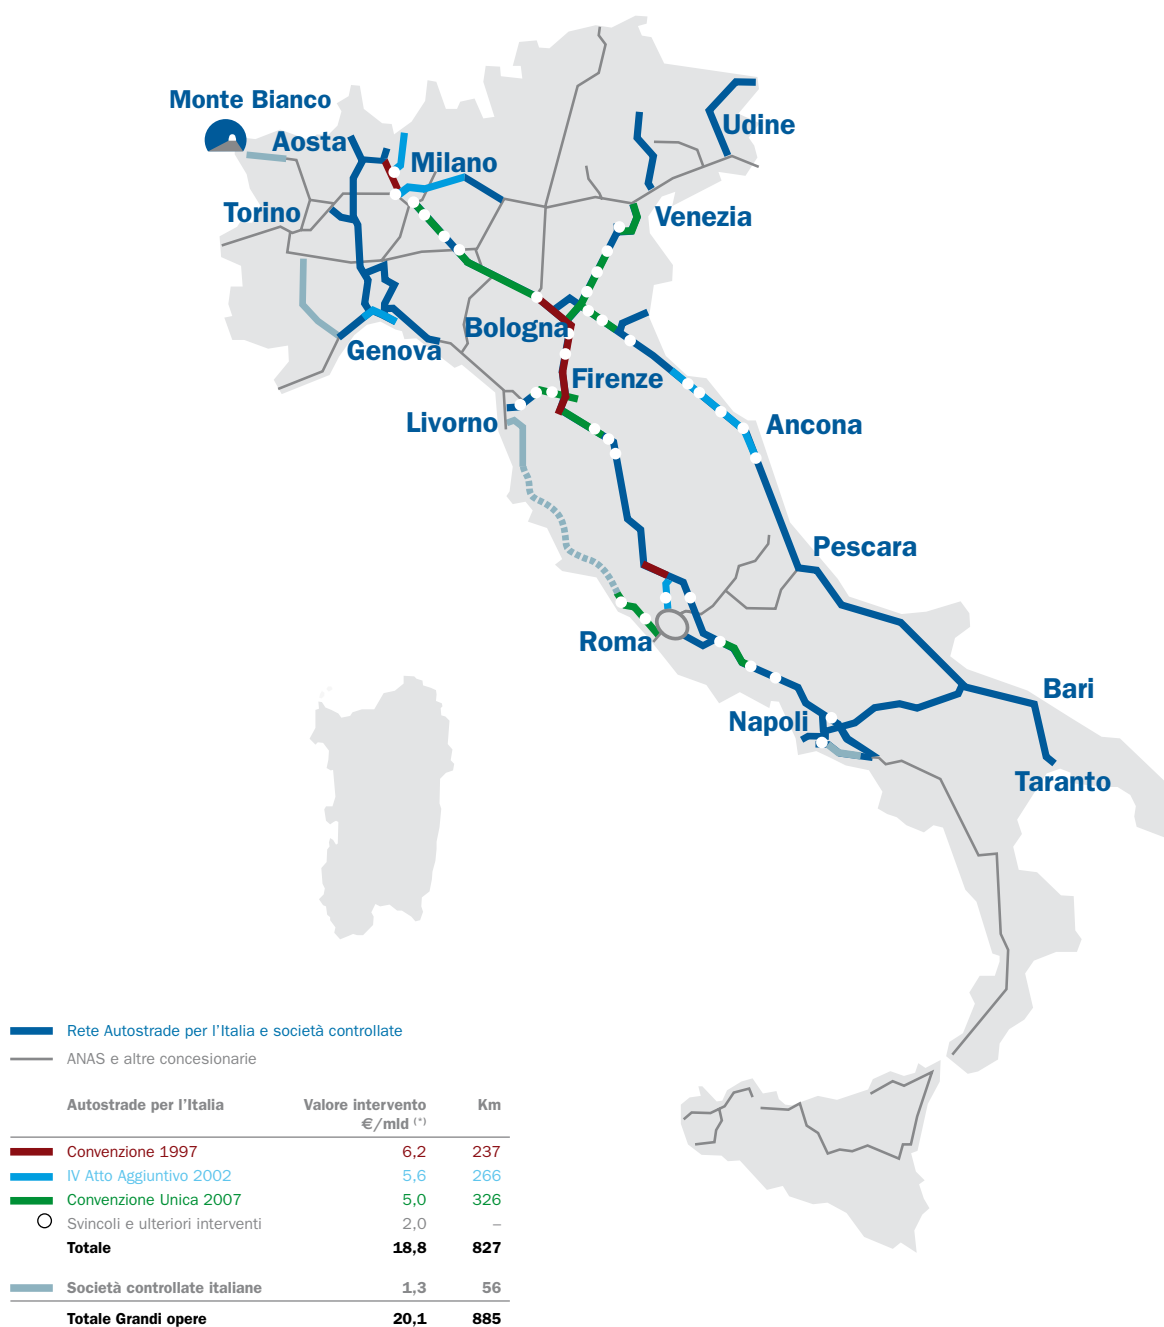 Monte Bianco
Aosta
Milano
Udine
Torino
Venezia
Bologna
Genova
Firenze
Livorno
Ancona
Pescara
Roma
Bari
Napoli
Taranto
Rete Autostrade per l’Italia e società controllate
ANAS e altre concesionarie
Autostrade per l’Italia Valore intervento Km
€/mld (*)
Convenzione 1997 6,2 237
IV Atto Aggiuntivo 2002 5,6 266
Convenzione Unica 2007 5,0 326
Svincoli e ulteriori interventi 2,0 –
Totale 18,8 827
Società controllate italiane 1,3 56
Totale Grandi opere 20,1 885